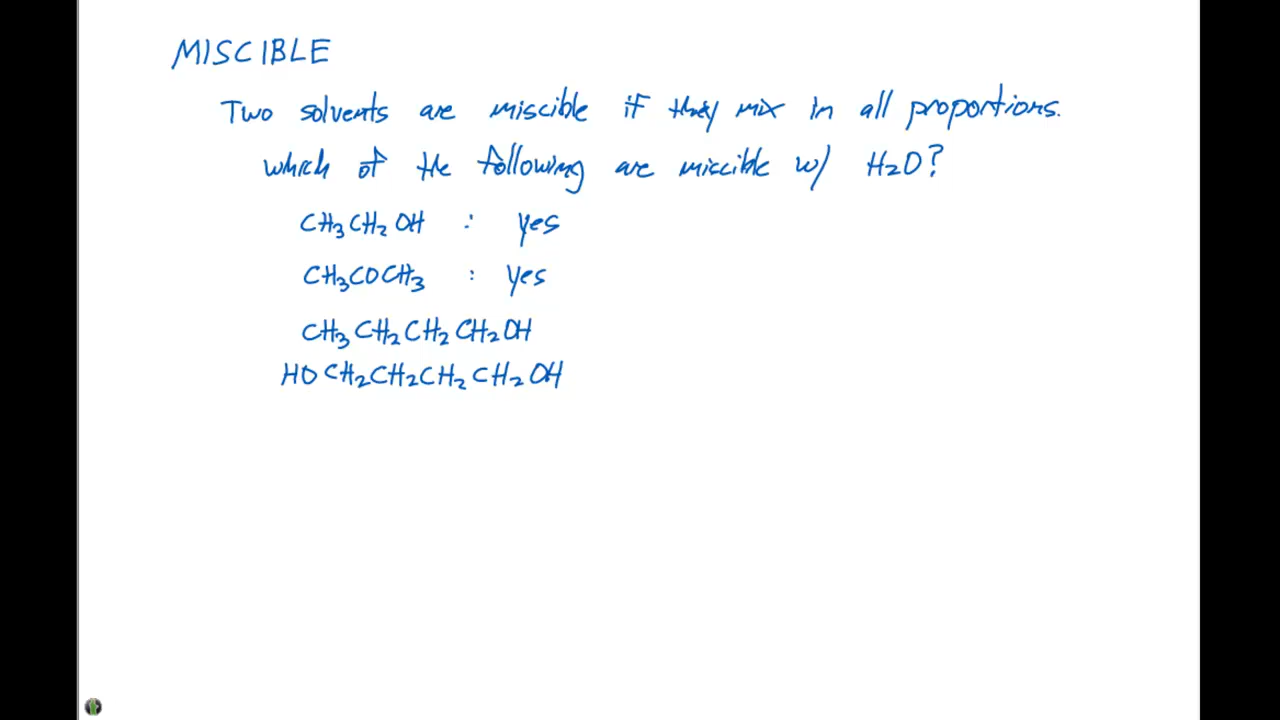 MISCIBLE
Two solvents are miscible if they mix in all proportions.
which of the following are miscible w/ H₂O?
CH₃CH₂OH : yes
CH₃COCH₃ : yes
CH₃CH₂CH₂CH₂OH
HOCH₂CH₂CH₂CH₂OH